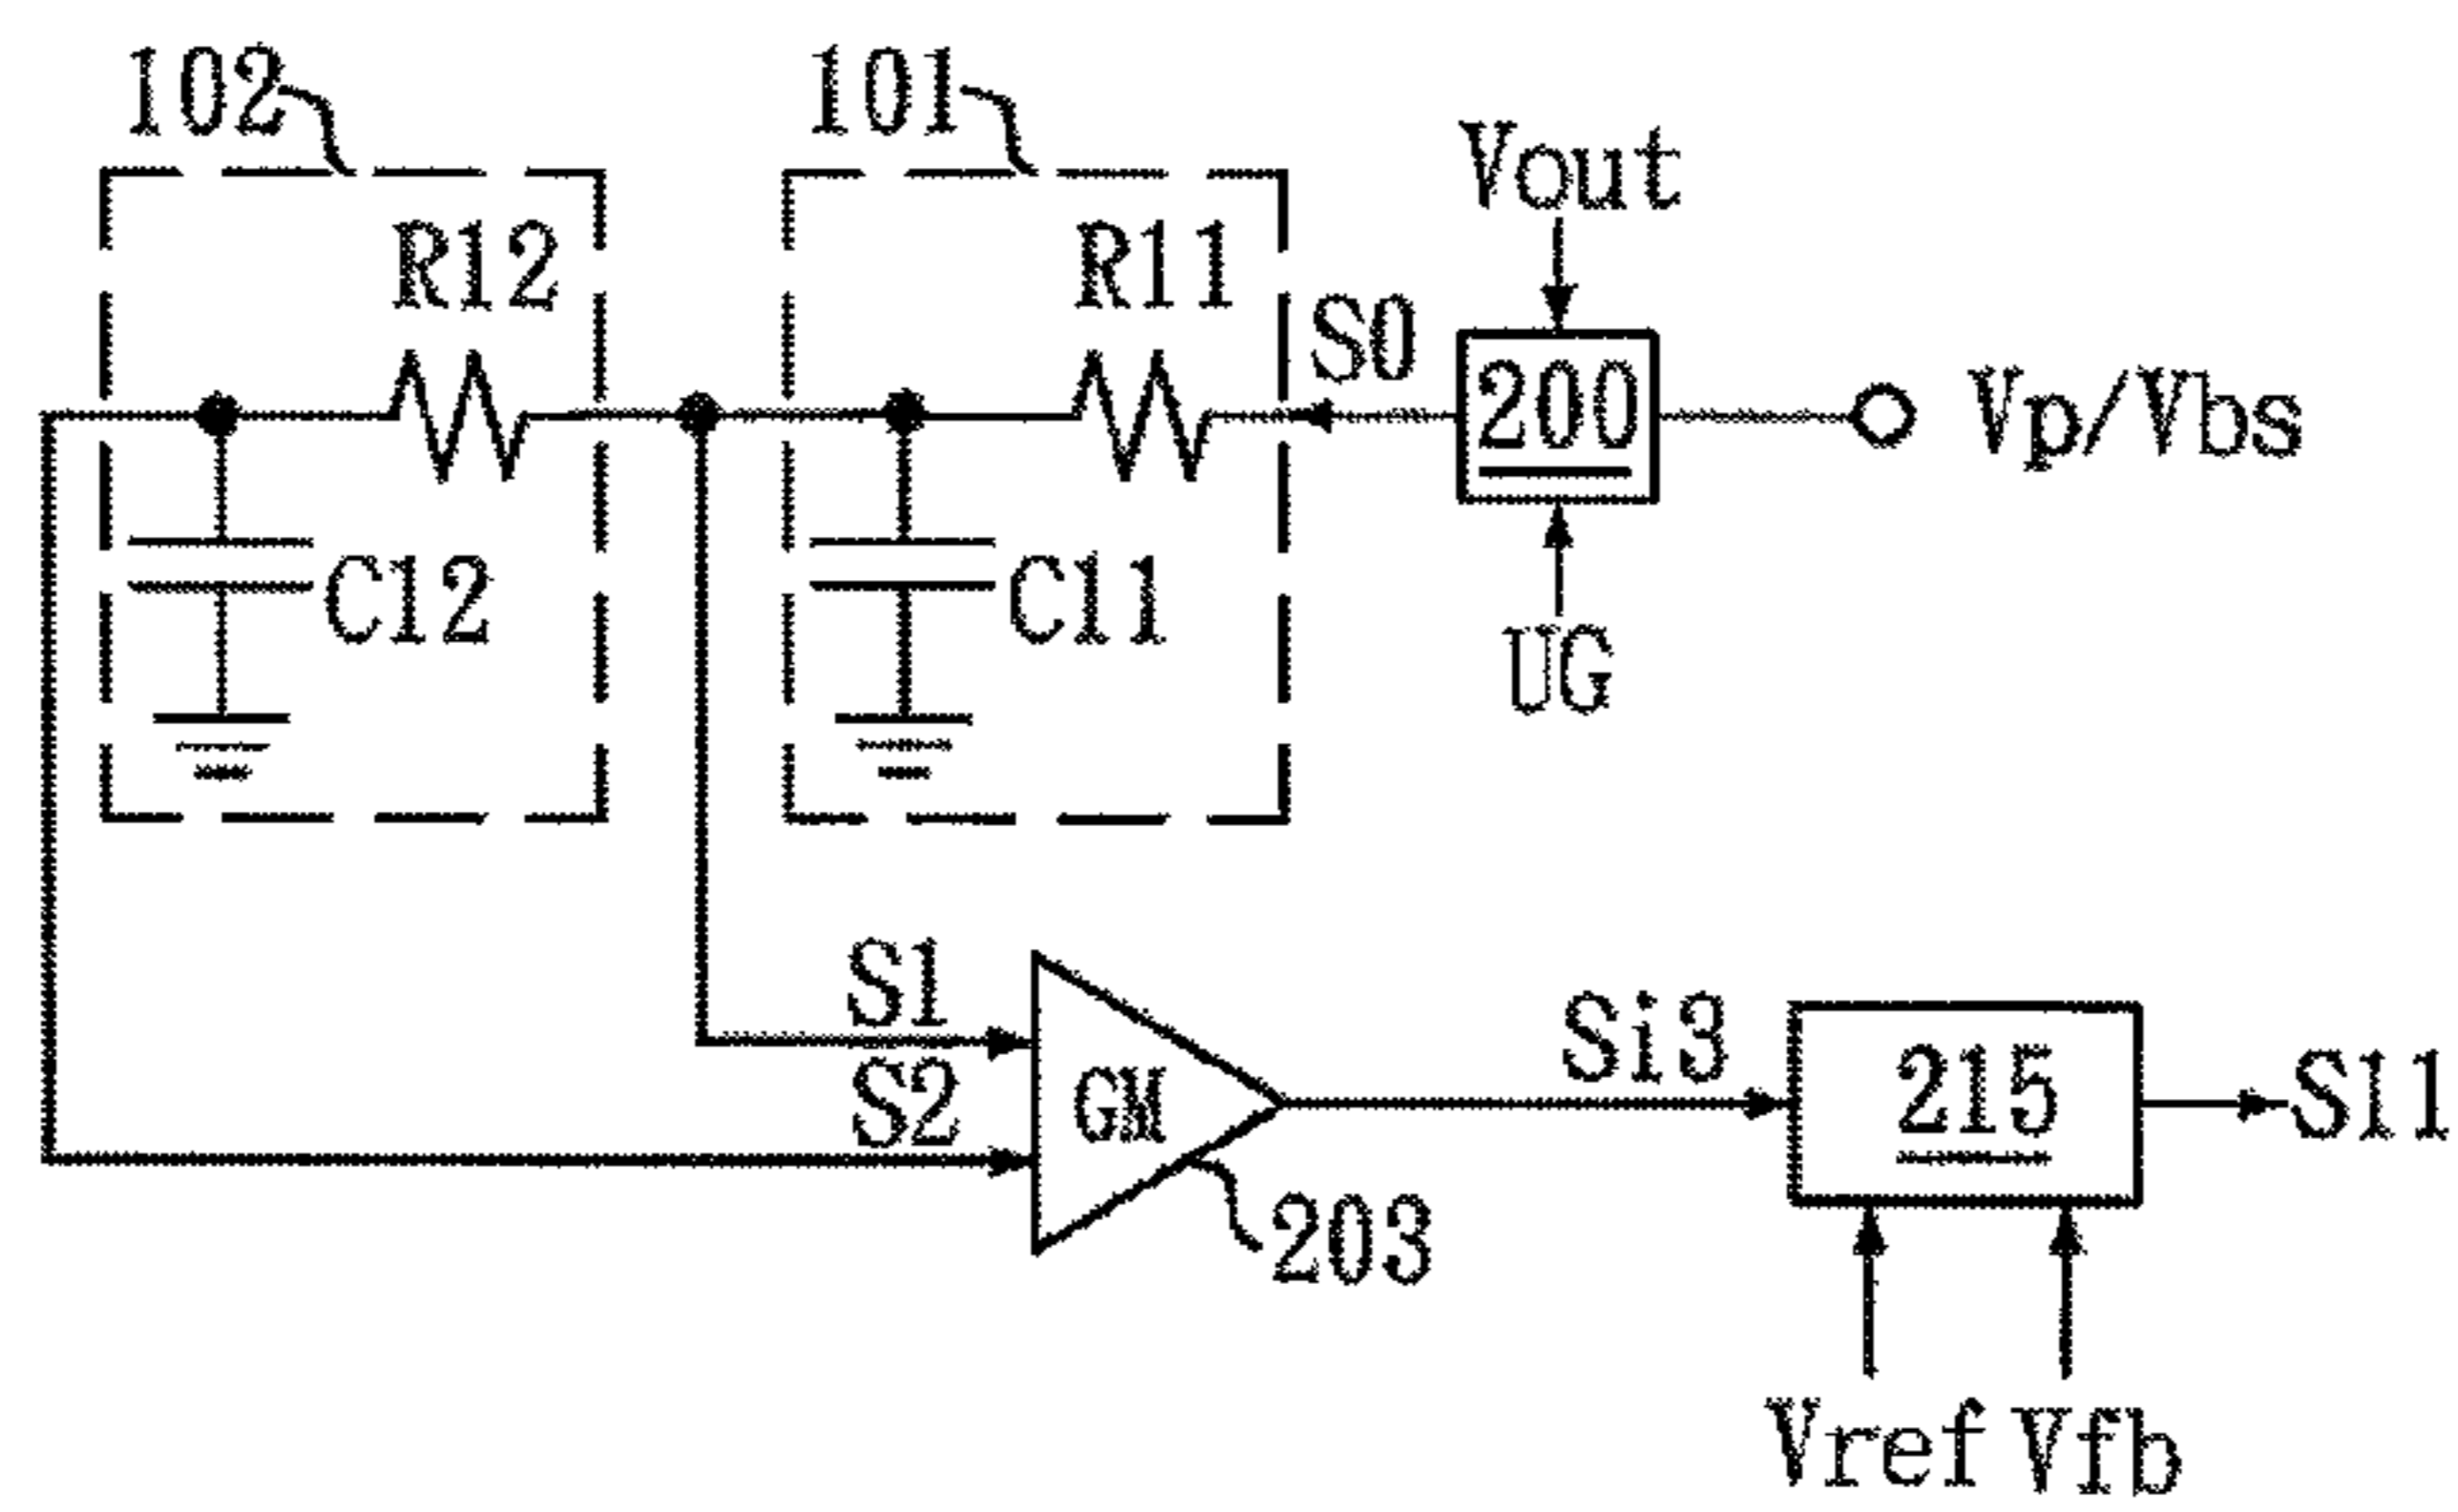 102
101
Vout
R12
R11
S0
200
Vp/Vbs
C12
C11
UG
S1
S2
GM
Si3
215
S11
203
Vref
Vfb